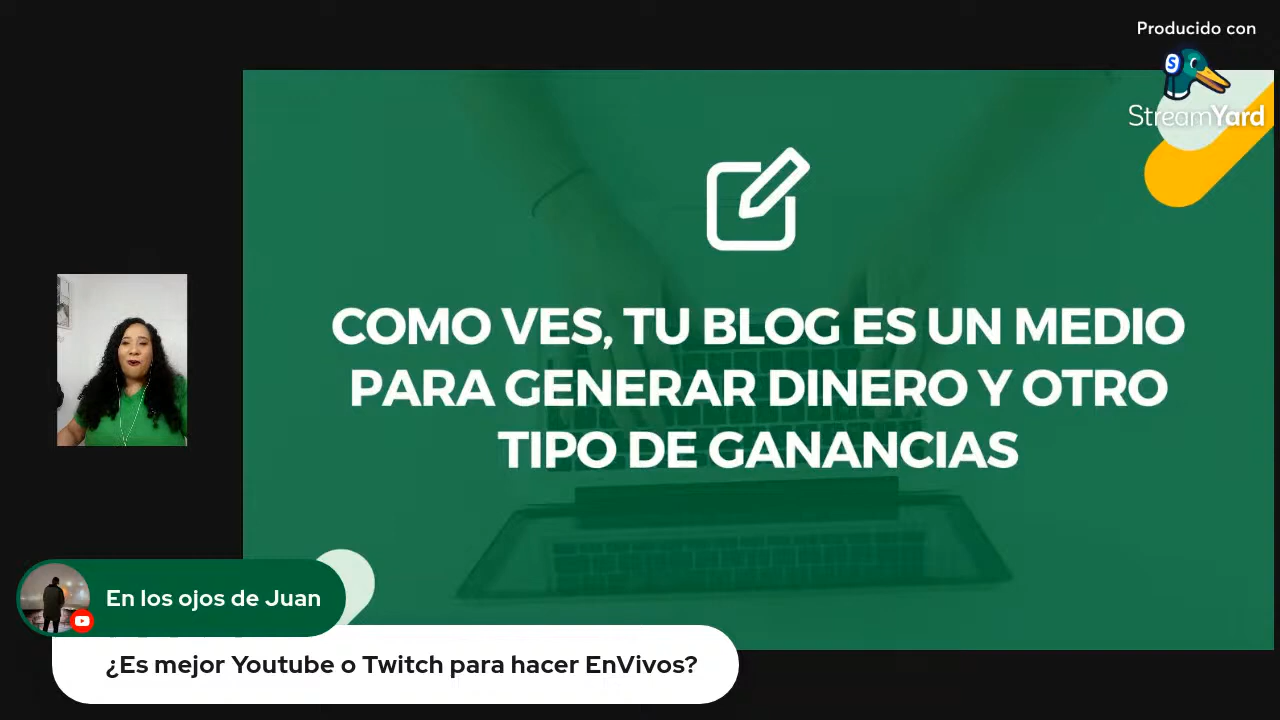 Producido con
StreamYard
COMO VES, TU BLOG ES UN MEDIO
PARA GENERAR DINERO Y OTRO
TIPO DE GANANCIAS
En los ojos de Juan
¿Es mejor Youtube o Twitch para hacer EnVivos?